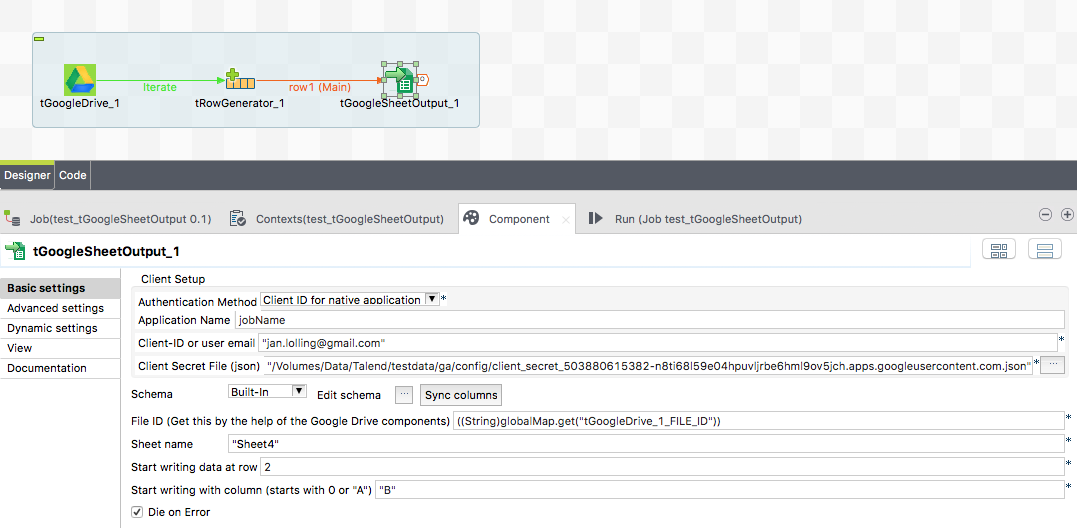 Iterate
row1 (Main)
tGoogleDrive_1
tRowGenerator_1
tGoogleSheetOutput_1
Designer
Code
Job(test_tGoogleSheetOutput 0.1)
Contexts(test_tGoogleSheetOutput)
Component
Run (Job test_tGoogleSheetOutput)
tGoogleSheetOutput_1
Basic settings
Advanced settings
Dynamic settings
View
Documentation
Client Setup
Authentication Method Client ID for native application *
Application Name jobName
Client-ID or user email "jan.lolling@gmail.com" *
Client Secret File (json) "/Volumes/Data/Talend/testdata/ga/config/client_secret_503880615382-n8ti68l59e04hpuvljrbe6hml9ov5jch.apps.googleusercontent.com.json" * ...
Schema Built-In Edit schema ... Sync columns
File ID (Get this by the help of the Google Drive components) ((String)globalMap.get("tGoogleDrive_1_FILE_ID")) *
Sheet name "Sheet4" *
Start writing data at row 2 *
Start writing with column (starts with 0 or "A") "B" *
Die on Error